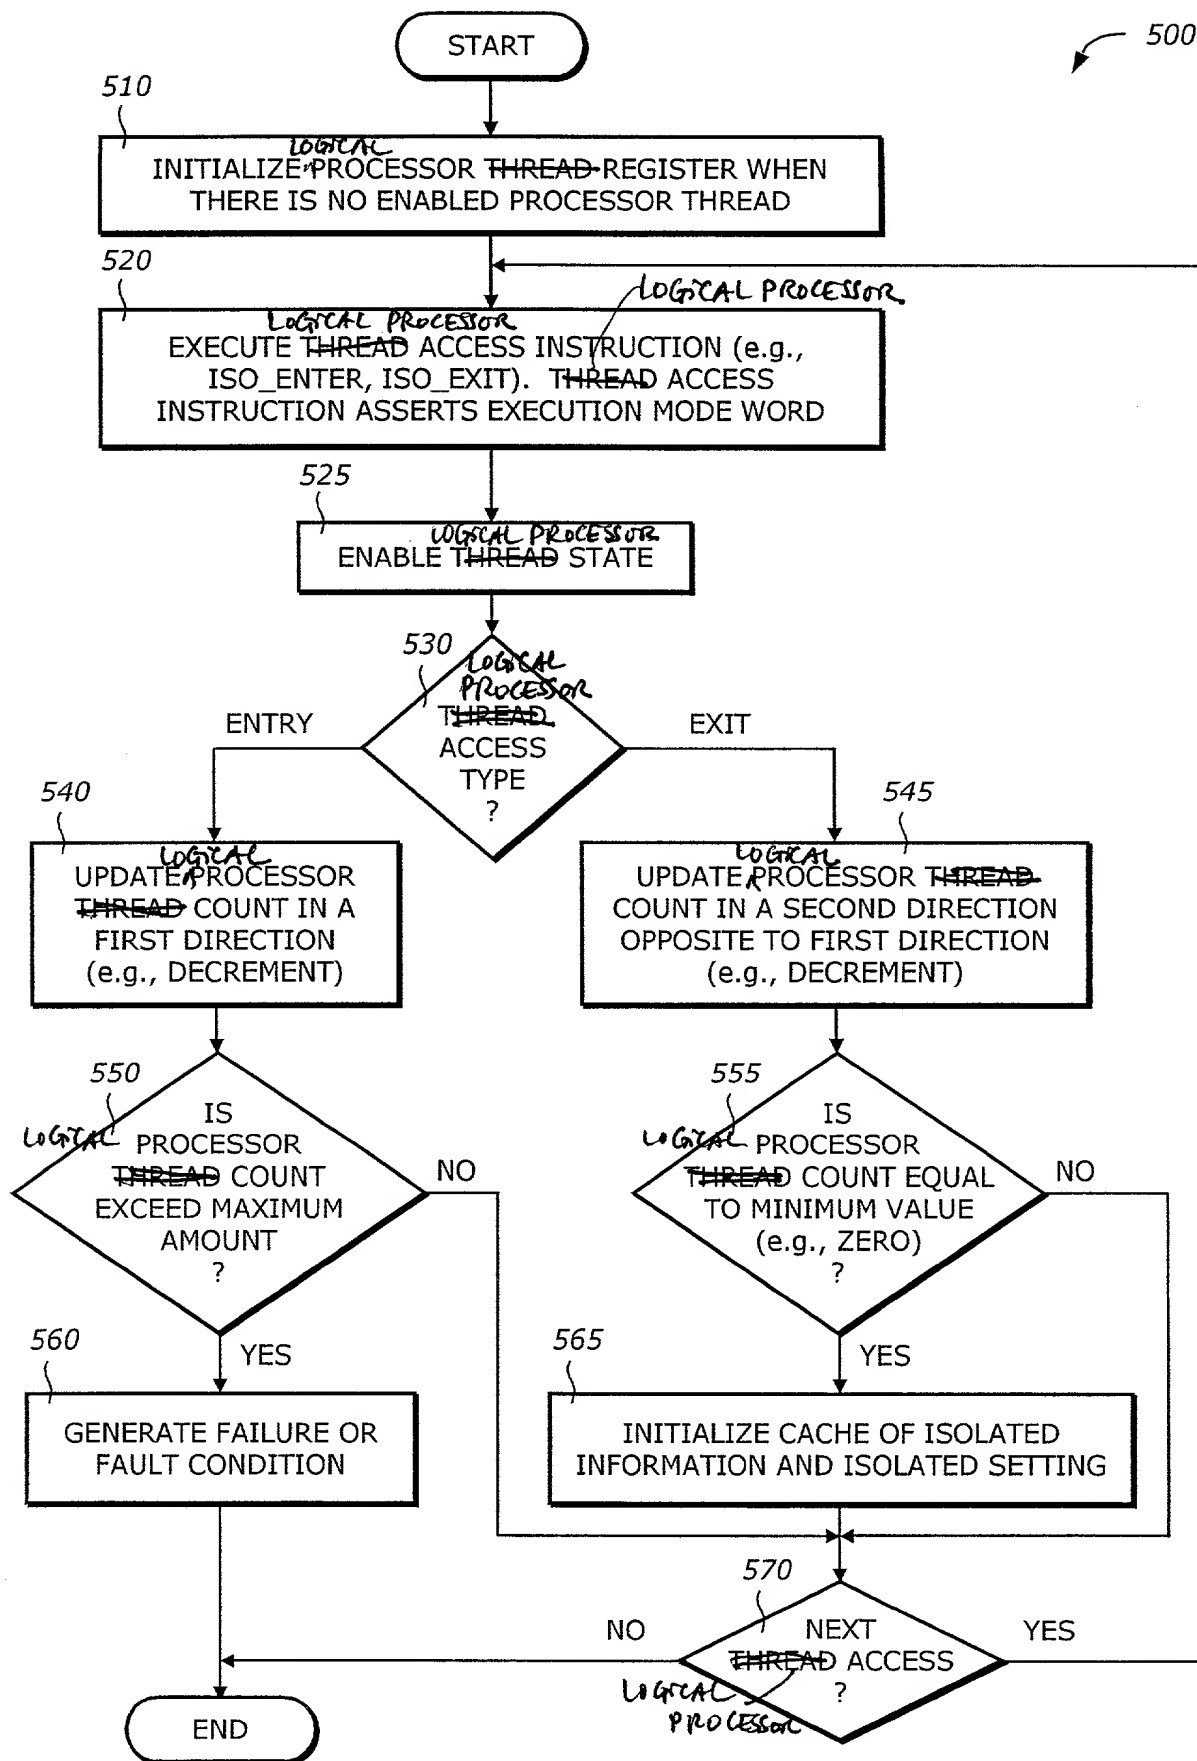 START
500
510
LOGICAL
INITIALIZE PROCESSOR THREAD REGISTER WHEN
THERE IS NO ENABLED PROCESSOR THREAD
520
LOGICAL PROCESSOR
LOGICAL PROCESSOR
EXECUTE THREAD ACCESS INSTRUCTION (e.g.,
ISO_ENTER, ISO_EXIT). THREAD ACCESS
INSTRUCTION ASSERTS EXECUTION MODE WORD
525
LOGICAL PROCESSOR
ENABLE THREAD STATE
530
LOGICAL
PROCESSOR
THREAD
ACCESS
TYPE
?
ENTRY
EXIT
540
LOGICAL
UPDATE PROCESSOR
THREAD COUNT IN A
FIRST DIRECTION
(e.g., DECREMENT)
545
LOGICAL
UPDATE PROCESSOR THREAD
COUNT IN A SECOND DIRECTION
OPPOSITE TO FIRST DIRECTION
(e.g., DECREMENT)
550
IS
LOGICAL PROCESSOR
THREAD COUNT
EXCEED MAXIMUM
AMOUNT
?
NO
YES
555
IS
LOGICAL PROCESSOR
THREAD COUNT EQUAL
TO MINIMUM VALUE
(e.g., ZERO)
?
NO
YES
560
GENERATE FAILURE OR
FAULT CONDITION
565
INITIALIZE CACHE OF ISOLATED
INFORMATION AND ISOLATED SETTING
570
NEXT
THREAD ACCESS
?
LOGICAL
PROCESSOR
NO
YES
END